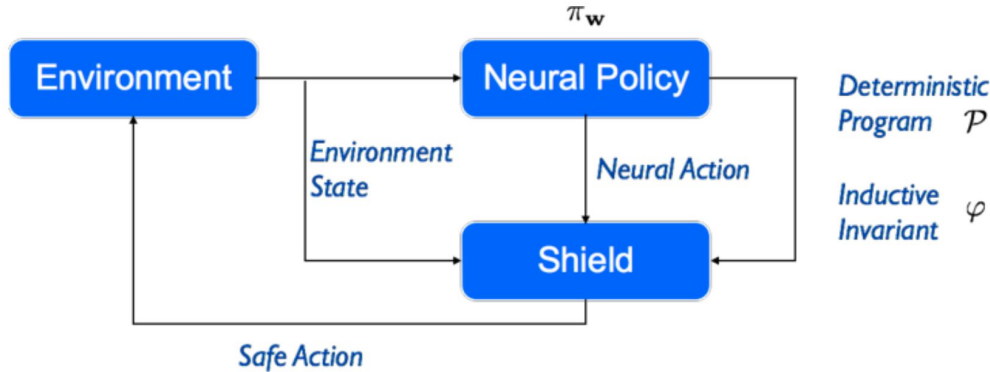 π_w
Environment
Neural Policy
Deterministic
Program 𝒫
Environment
State
Neural Action
Inductive
Invariant φ
Shield
Safe Action